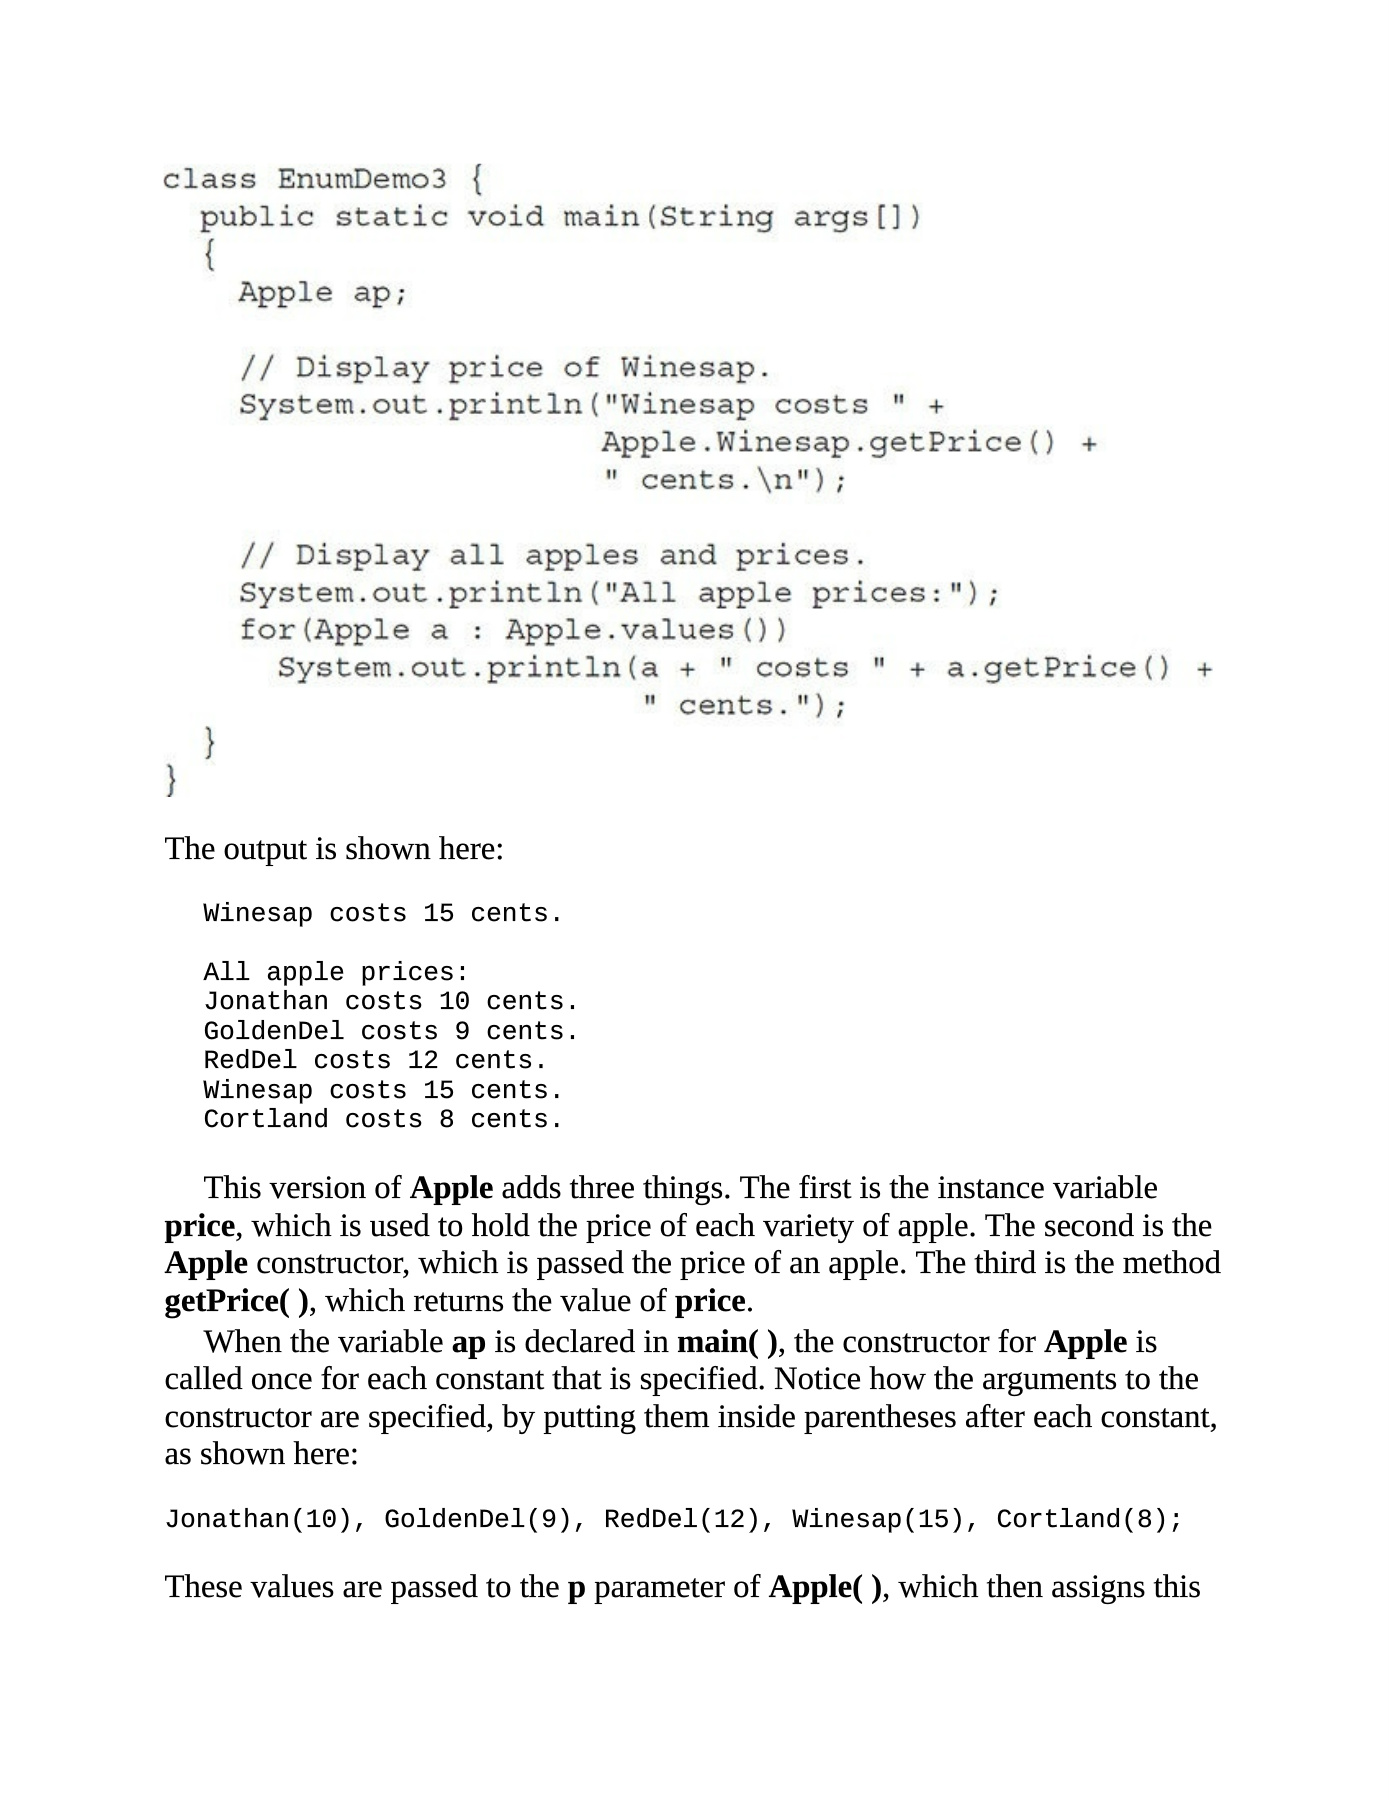 class EnumDemo3 {
  public static void main(String args[])
  {
    Apple ap;

    // Display price of Winesap.
    System.out.println("Winesap costs " +
                       Apple.Winesap.getPrice() +
                       " cents.\n");

    // Display all apples and prices.
    System.out.println("All apple prices:");
    for(Apple a : Apple.values())
      System.out.println(a + " costs " + a.getPrice() +
                         " cents.");
  }
}
The output is shown here:
Winesap costs 15 cents.

All apple prices:
Jonathan costs 10 cents.
GoldenDel costs 9 cents.
RedDel costs 12 cents.
Winesap costs 15 cents.
Cortland costs 8 cents.
This version of Apple adds three things. The first is the instance variable
price, which is used to hold the price of each variety of apple. The second is the
Apple constructor, which is passed the price of an apple. The third is the method
getPrice( ), which returns the value of price.
When the variable ap is declared in main( ), the constructor for Apple is
called once for each constant that is specified. Notice how the arguments to the
constructor are specified, by putting them inside parentheses after each constant,
as shown here:
Jonathan(10), GoldenDel(9), RedDel(12), Winesap(15), Cortland(8);
These values are passed to the p parameter of Apple( ), which then assigns this